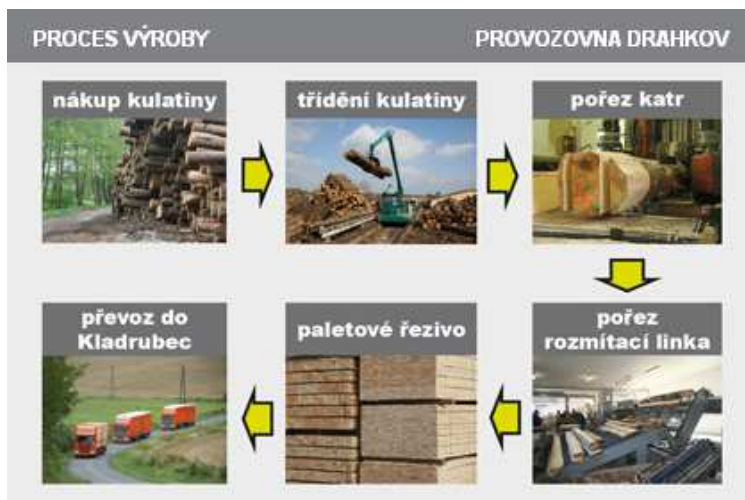 PROCES VÝROBY
PROVOZOVNA DRAHKOV
nákup kulatiny
třídění kulatiny
pořez katr
pořez
rozmítací linka
paletové řezivo
převoz do
Kladrubec